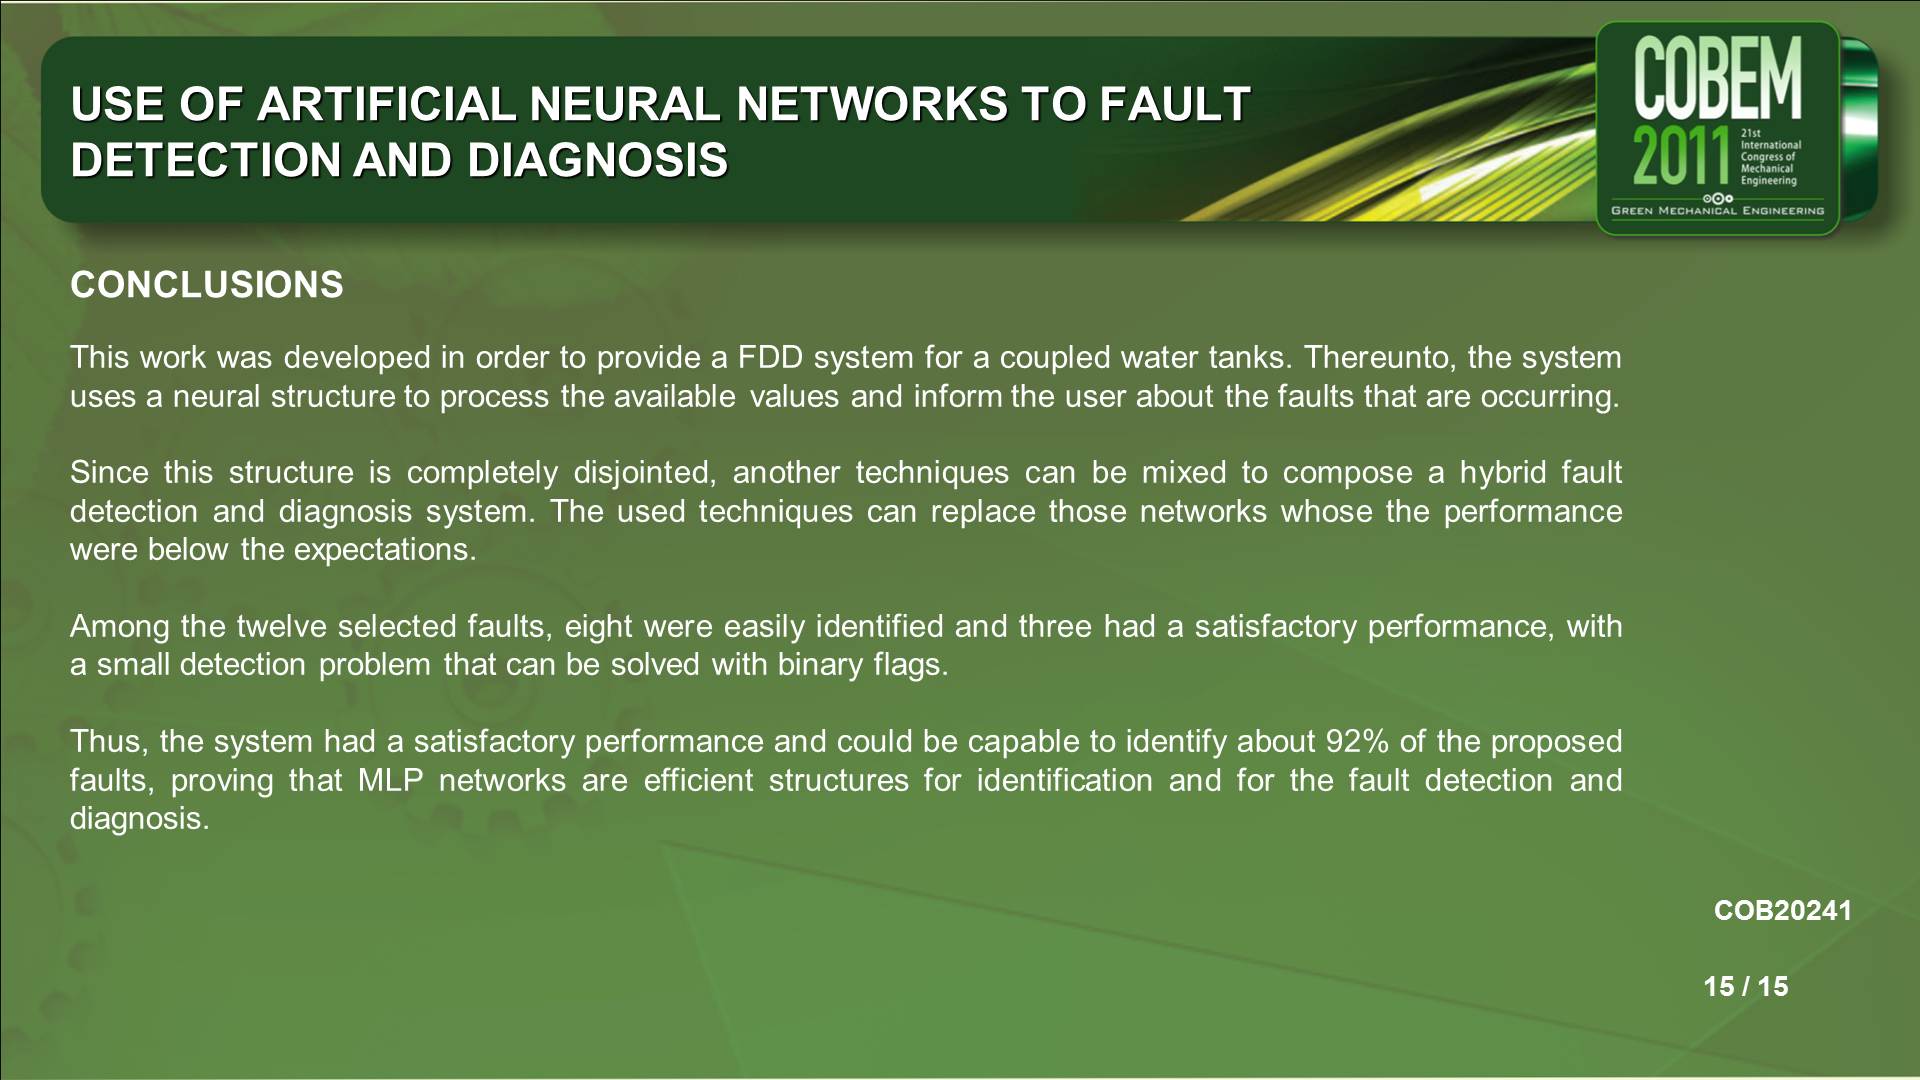 USE OF ARTIFICIAL NEURAL NETWORKS TO FAULT
DETECTION AND DIAGNOSIS
COBEM
2011
21st
International
Congress of
Mechanical
Engineering
GREEN MECHANICAL ENGINEERING
CONCLUSIONS
This work was developed in order to provide a FDD system for a coupled water tanks. Thereunto, the system
uses a neural structure to process the available values and inform the user about the faults that are occurring.
Since this structure is completely disjointed, another techniques can be mixed to compose a hybrid fault
detection and diagnosis system. The used techniques can replace those networks whose the performance
were below the expectations.
Among the twelve selected faults, eight were easily identified and three had a satisfactory performance, with
a small detection problem that can be solved with binary flags.
Thus, the system had a satisfactory performance and could be capable to identify about 92% of the proposed
faults, proving that MLP networks are efficient structures for identification and for the fault detection and
diagnosis.
COB20241
15 / 15